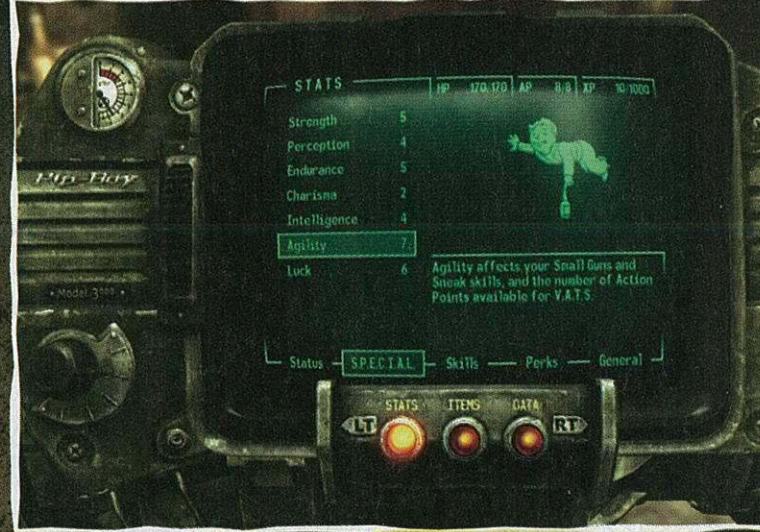 STATS
HP 170/170 AP 8/8 XP 10/1000
Strength 5
Perception 4
Endurance 5
Charisma 2
Intelligence 4
Agility 7
Luck 6
Agility affects your Small Guns and
Sneak skills, and the number of Action
Points available for V.A.T.S.
Status S.P.E.C.I.A.L. Skills Perks General
Pip-Boy
Model 3000
STATS ITEMS DATA
LT RT